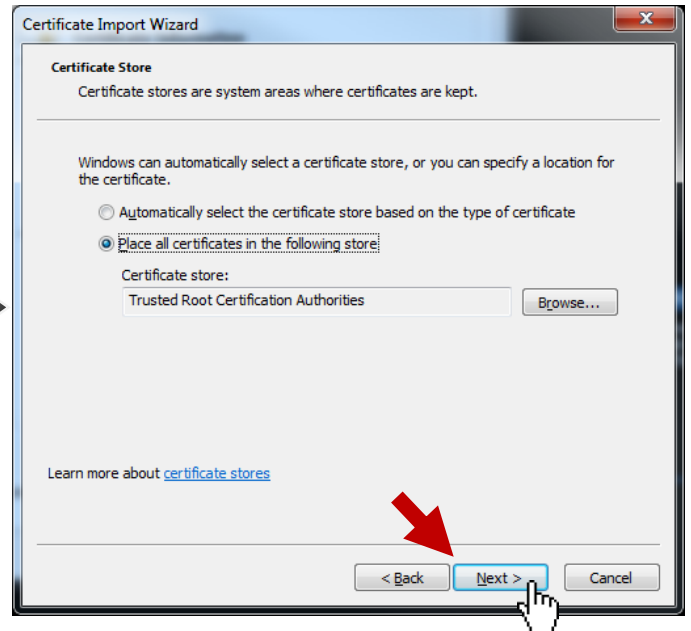 Certificate Import Wizard
Certificate Store
Certificate stores are system areas where certificates are kept.
Windows can automatically select a certificate store, or you can specify a location for
the certificate.
Automatically select the certificate store based on the type of certificate
Place all certificates in the following store
Certificate store:
Trusted Root Certification Authorities
Browse...
Learn more about certificate stores
< Back
Next >
Cancel